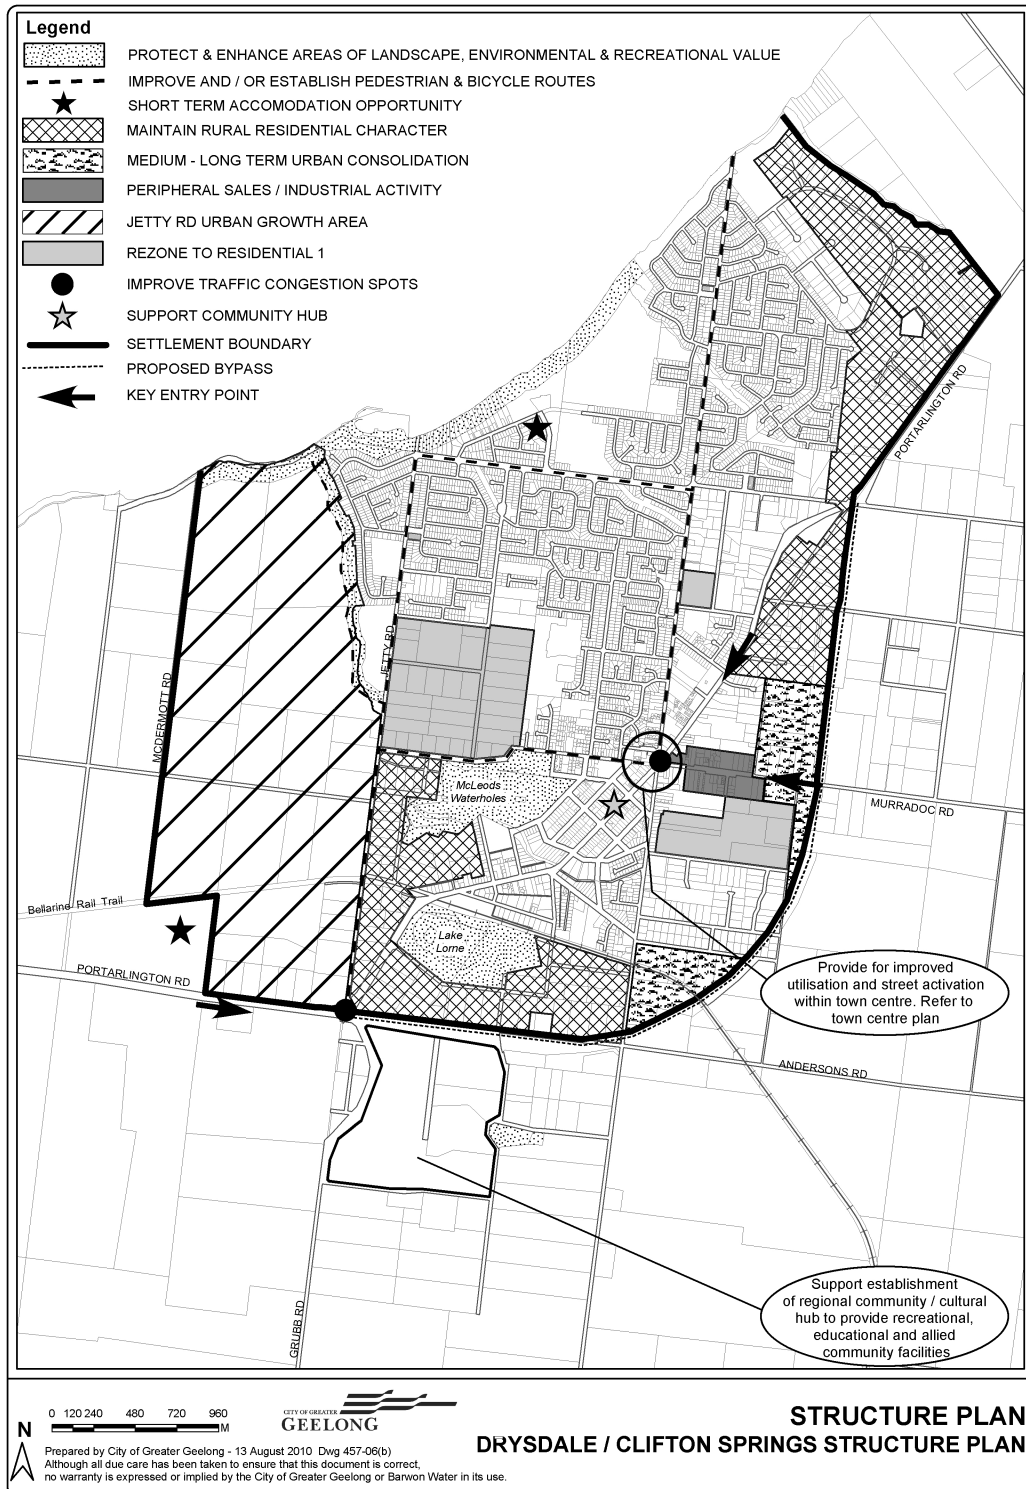 Legend
PROTECT & ENHANCE AREAS OF LANDSCAPE, ENVIRONMENTAL & RECREATIONAL VALUE
IMPROVE AND / OR ESTABLISH PEDESTRIAN & BICYCLE ROUTES
SHORT TERM ACCOMODATION OPPORTUNITY
MAINTAIN RURAL RESIDENTIAL CHARACTER
MEDIUM - LONG TERM URBAN CONSOLIDATION
PERIPHERAL SALES / INDUSTRIAL ACTIVITY
JETTY RD URBAN GROWTH AREA
REZONE TO RESIDENTIAL 1
IMPROVE TRAFFIC CONGESTION SPOTS
SUPPORT COMMUNITY HUB
SETTLEMENT BOUNDARY
PROPOSED BYPASS
KEY ENTRY POINT
PORTARLINGTON RD
JETTY RD
MCDERMOTT RD
McLeods
Waterholes
MURRADOC RD
Bellarine Rail Trail
Lake
Lorne
PORTARLINGTON RD
Provide for improved
utilisation and street activation
within town centre. Refer to
town centre plan
ANDERSONS RD
Support establishment
of regional community / cultural
hub to provide recreational,
educational and allied
community facilities
GRUBB RD
N
0 120 240 480 720 960
M
CITY OF GREATER
GEELONG
Prepared by City of Greater Geelong - 13 August 2010 Dwg 457-06(b)
Although all due care has been taken to ensure that this document is correct,
no warranty is expressed or implied by the City of Greater Geelong or Barwon Water in its use.
STRUCTURE PLAN
DRYSDALE / CLIFTON SPRINGS STRUCTURE PLAN